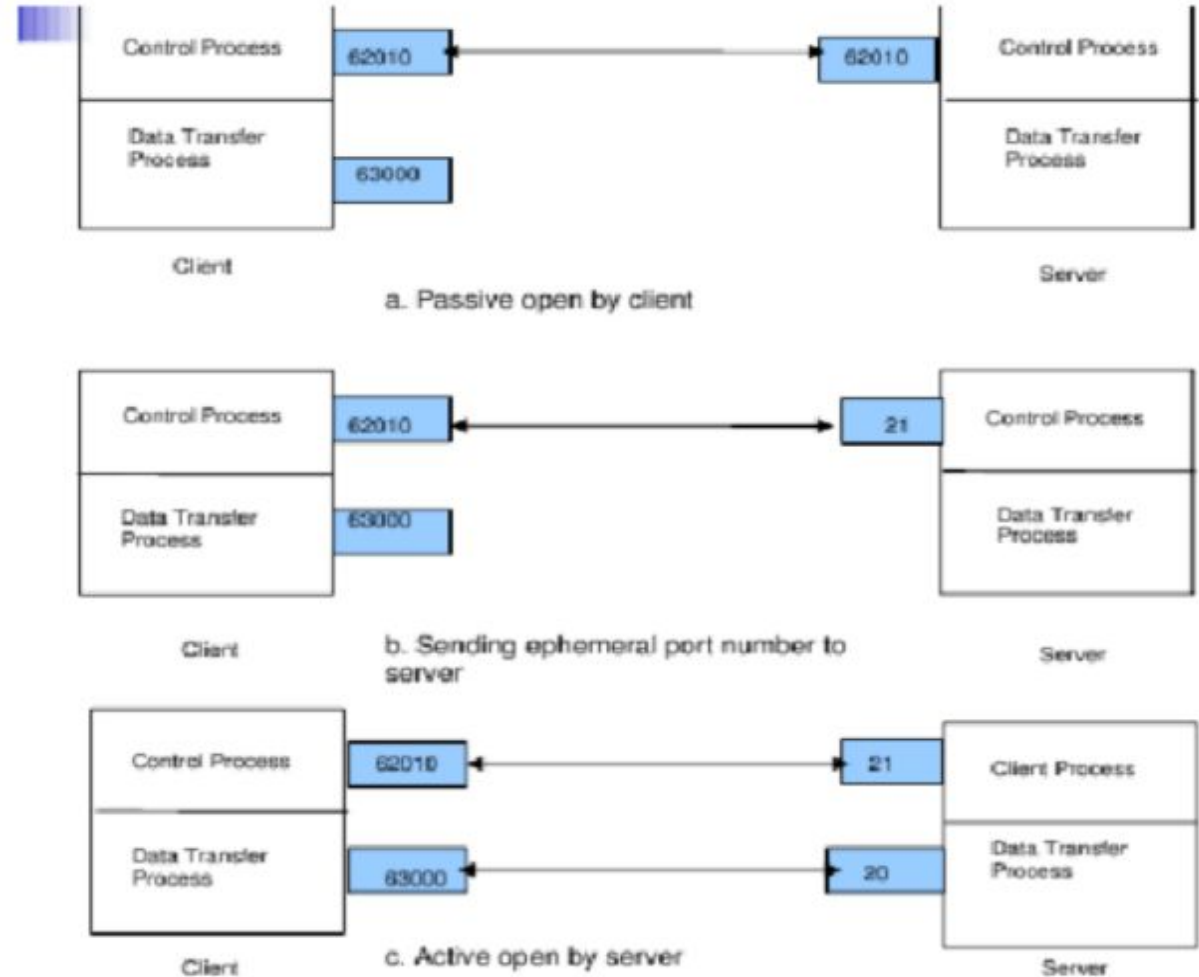 Control Process
62010
62010
Control Process
Data Transfer
Process
63000
Data Transfer
Process
Client
Server
a. Passive open by client
Control Process
62010
21
Control Process
Data Transfer
Process
63000
Data Transfer
Process
Client
b. Sending ephemeral port number to
server
Server
Control Process
62010
21
Client Process
Data Transfer
Process
63000
20
Data Transfer
Process
Client
c. Active open by server
Server